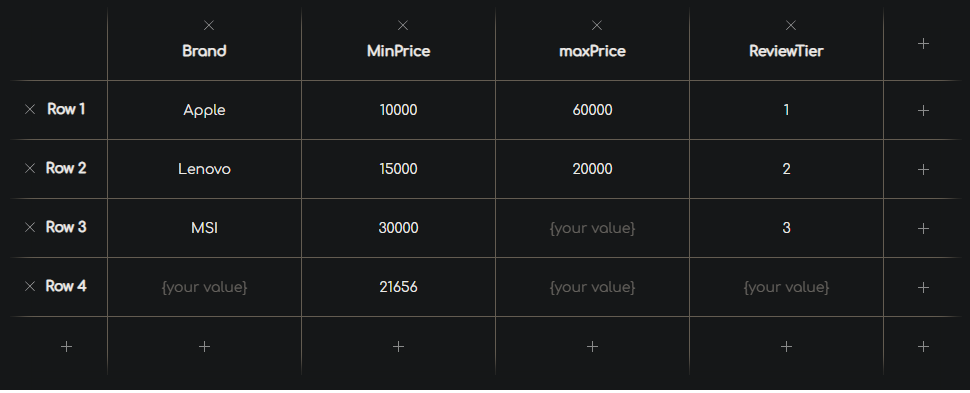 Brand MinPrice maxPrice ReviewTier
Row 1 Apple 10000 60000 1
Row 2 Lenovo 15000 20000 2
Row 3 MSI 30000 {your value} 3
Row 4 {your value} 21656 {your value} {your value}